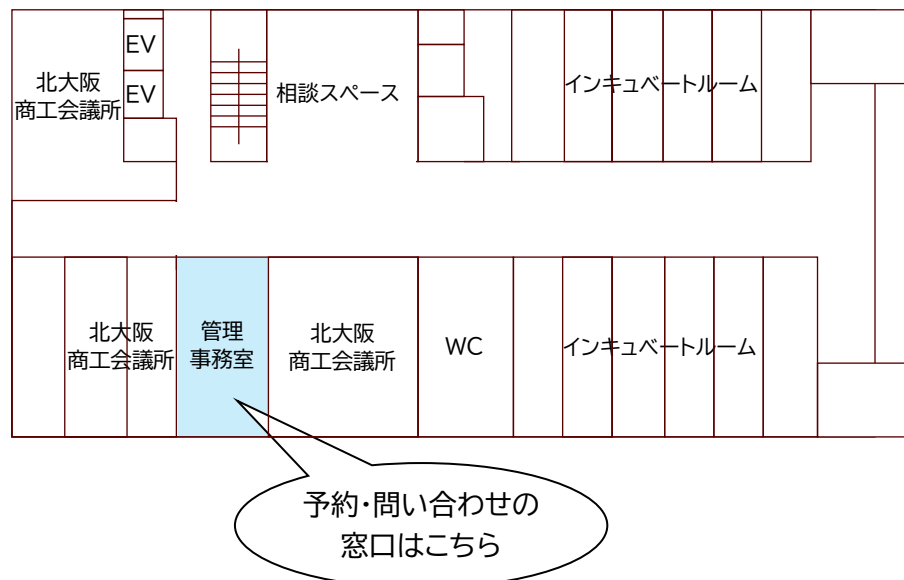 EV
EV
北大阪
商工会議所
相談スペース
インキュベートルーム
北大阪
商工会議所
管理
事務室
北大阪
商工会議所
WC
インキュベートルーム
予約・問い合わせの
窓口はこちら